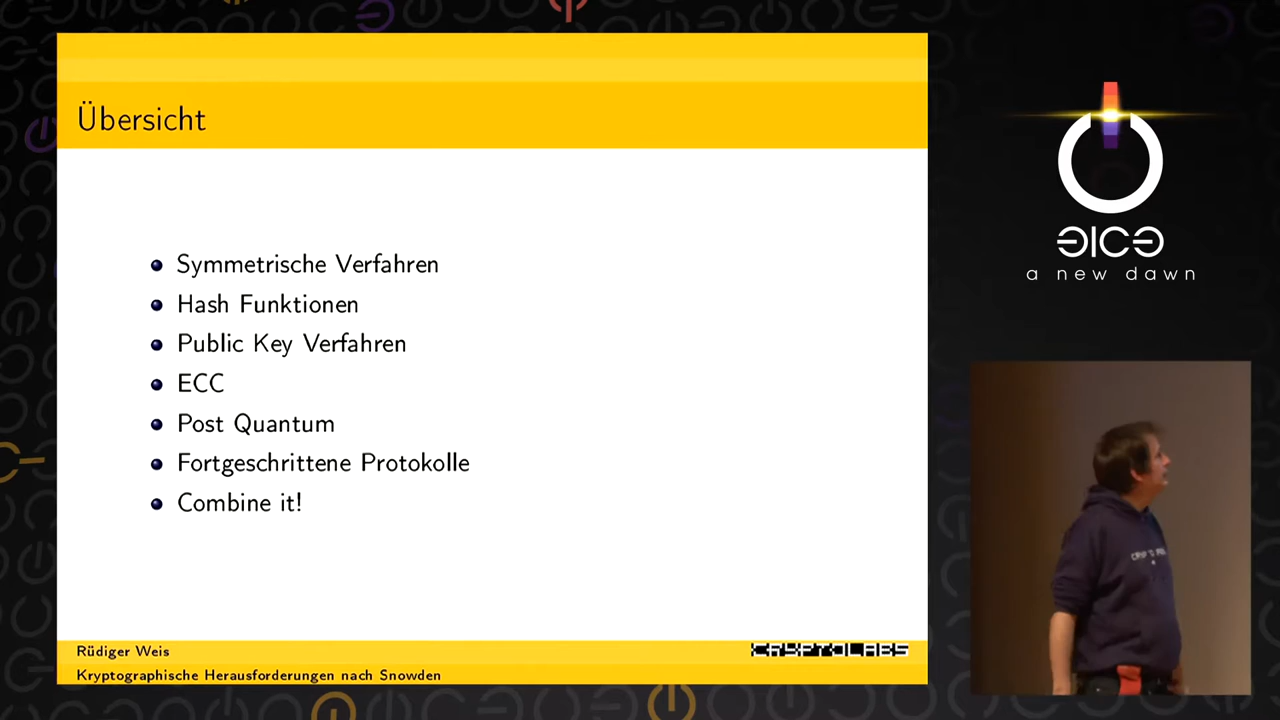 Übersicht
Symmetrische Verfahren
Hash Funktionen
Public Key Verfahren
ECC
Post Quantum
Fortgeschrittene Protokolle
Combine it!
Rüdiger Weis
CRYPTOLABS
Kryptographische Herausforderungen nach Snowden
a new dawn